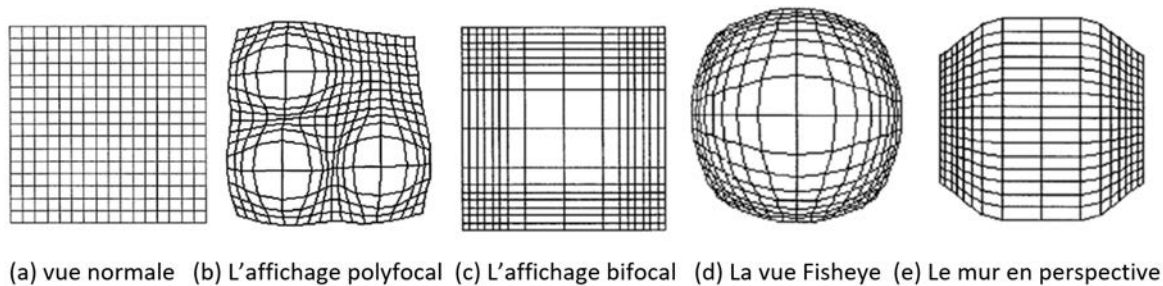 (a) vue normale (b) L'affichage polyfocal (c) L'affichage bifocal (d) La vue Fisheye (e) Le mur en perspective